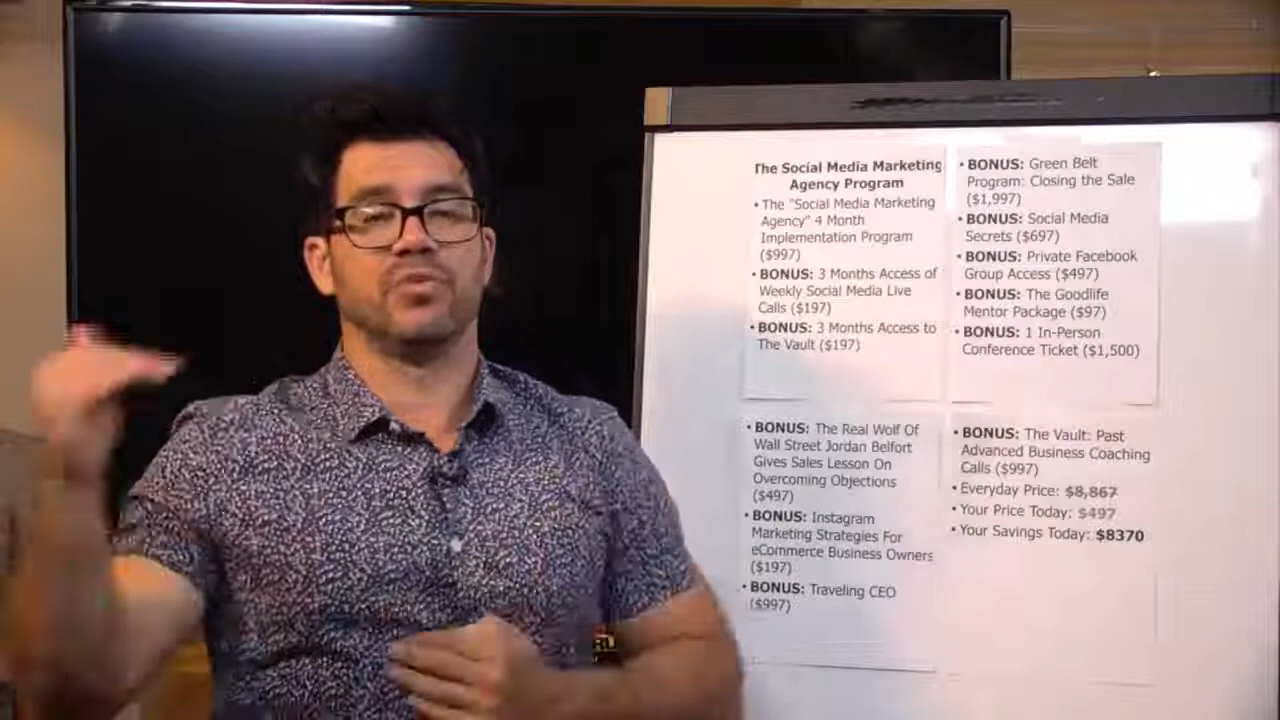 The Social Media Marketing
Agency Program
• The "Social Media Marketing
Agency" 4 Month
Implementation Program
($997)
• BONUS: 3 Months Access of
Weekly Social Media Live
Calls ($197)
• BONUS: 3 Months Access to
The Vault ($197)
• BONUS: Green Belt
Program: Closing the Sale
($1,997)
• BONUS: Social Media
Secrets ($697)
• BONUS: Private Facebook
Group Access ($497)
• BONUS: The Goodlife
Mentor Package ($97)
• BONUS: 1 In-Person
Conference Ticket ($1,500)
• BONUS: The Real Wolf Of
Wall Street Jordan Belfort
Gives Sales Lesson On
Overcoming Objections
($497)
• BONUS: Instagram
Marketing Strategies For
eCommerce Business Owners
($197)
• BONUS: Traveling CEO
($997)
• BONUS: The Vault: Past
Advanced Business Coaching
Calls ($997)
• Everyday Price: $8,867
• Your Price Today: $497
• Your Savings Today: $8370